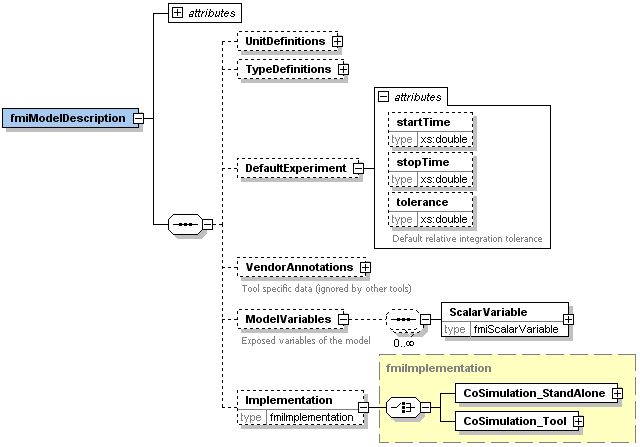 attributes
UnitDefinitions
TypeDefinitions
fmiModelDescription
attributes
startTime
type xs:double
stopTime
type xs:double
tolerance
type xs:double
Default relative integration tolerance
DefaultExperiment
VendorAnnotations
Tool specific data (ignored by other tools)
ModelVariables
Exposed variables of the model
0..∞
ScalarVariable
type fmiScalarVariable
fmiImplementation
Implementation
type fmiImplementation
CoSimulation_StandAlone
CoSimulation_Tool